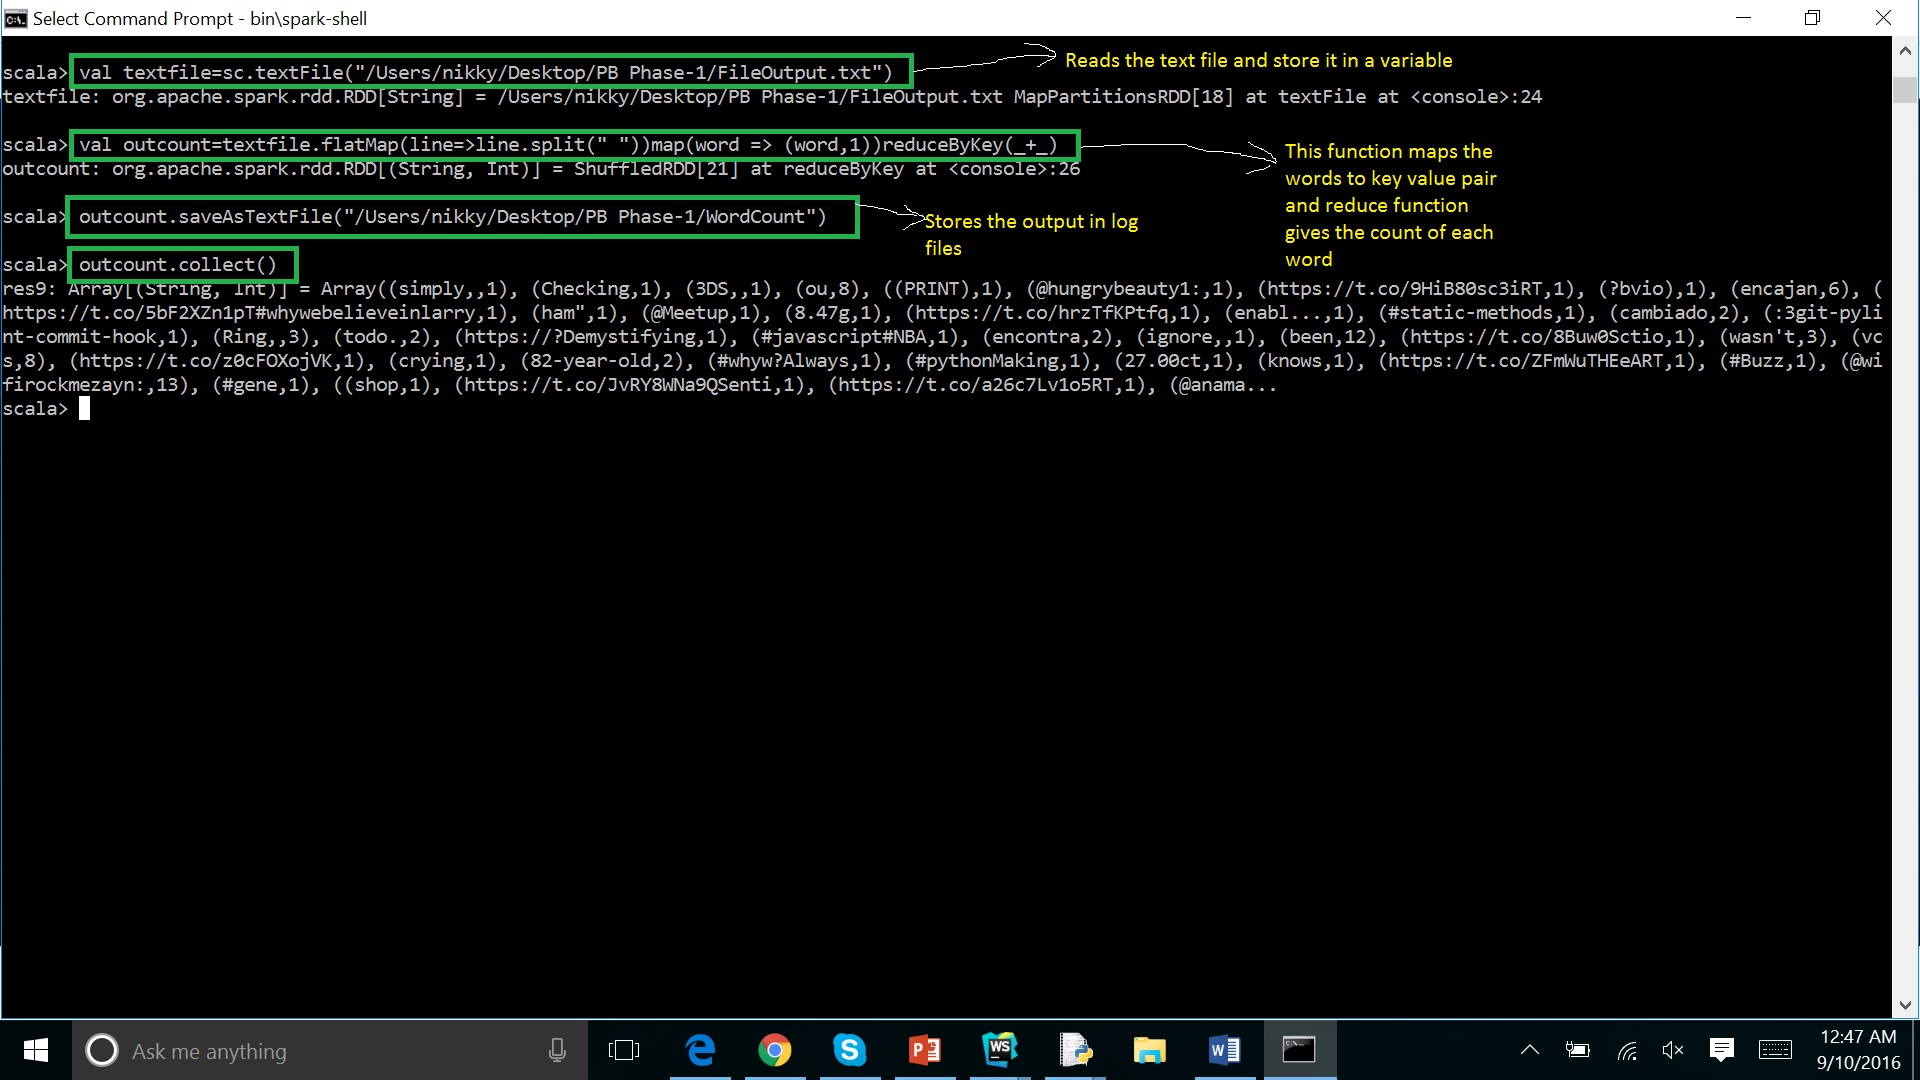 Select Command Prompt - bin\spark-shell
scala> val textfile=sc.textFile("/Users/nikky/Desktop/PB Phase-1/FileOutput.txt")
Reads the text file and store it in a variable
textfile: org.apache.spark.rdd.RDD[String] = /Users/nikky/Desktop/PB Phase-1/FileOutput.txt MapPartitionsRDD[18] at textFile at <console>:24
scala> val outcount=textfile.flatMap(line=>line.split(" "))map(word => (word,1))reduceByKey(_+_)
outcount: org.apache.spark.rdd.RDD[(String, Int)] = ShuffledRDD[21] at reduceByKey at <console>:26
This function maps the
words to key value pair
and reduce function
gives the count of each
word
scala> outcount.saveAsTextFile("/Users/nikky/Desktop/PB Phase-1/WordCount")
Stores the output in log
files
scala> outcount.collect()
res9: Array[(String, Int)] = Array((simply,,1), (Checking,1), (3DS,,1), (ou,8), ((PRINT),1), (@hungrybeauty1:,1), (https://t.co/9HiB80sc3iRT,1), (?bvio),1), (encajan,6), (
https://t.co/5bF2XZn1pT#whywebelieveinlarry,1), (ham",1), (@Meetup,1), (8.47g,1), (https://t.co/hrzTfKPtfq,1), (enabl...,1), (#static-methods,1), (cambiado,2), (:3git-pyli
nt-commit-hook,1), (Ring,,3), (todo.,2), (https://?Demystifying,1), (#javascript#NBA,1), (encontra,2), (ignore,,1), (been,12), (https://t.co/8Buw0Sctio,1), (wasn't,3), (vc
s,8), (https://t.co/z0cFOXojVK,1), (crying,1), (82-year-old,2), (#whyw?Always,1), (#pythonMaking,1), (27.00ct,1), (knows,1), (https://t.co/ZFmWuTHEeART,1), (#Buzz,1), (@wi
firockmezayn:,13), (#gene,1), ((shop,1), (https://t.co/JvRY8WNa9QSenti,1), (https://t.co/a26c7Lv1o5RT,1), (@anama...
scala>
Ask me anything
12:47 AM
9/10/2016